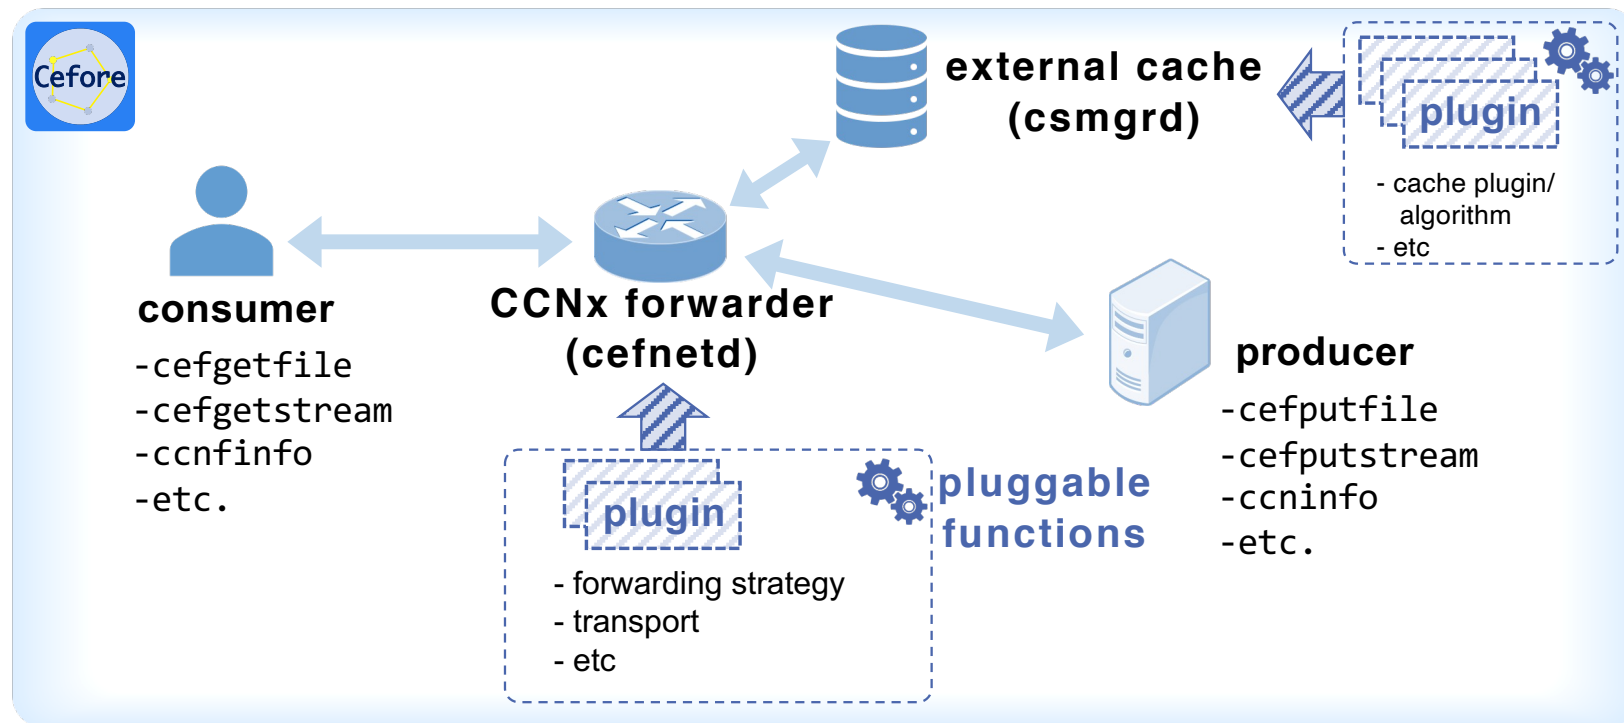 Cefore
external cache
(csmgrd)
plugin
- cache plugin/
algorithm
- etc
consumer
-cefgetfile
-cefgetstream
-ccnfinfo
-etc.
CCNx forwarder
(cefnetd)
producer
-cefputfile
-cefputstream
-ccninfo
-etc.
plugin
pluggable
functions
- forwarding strategy
- transport
- etc